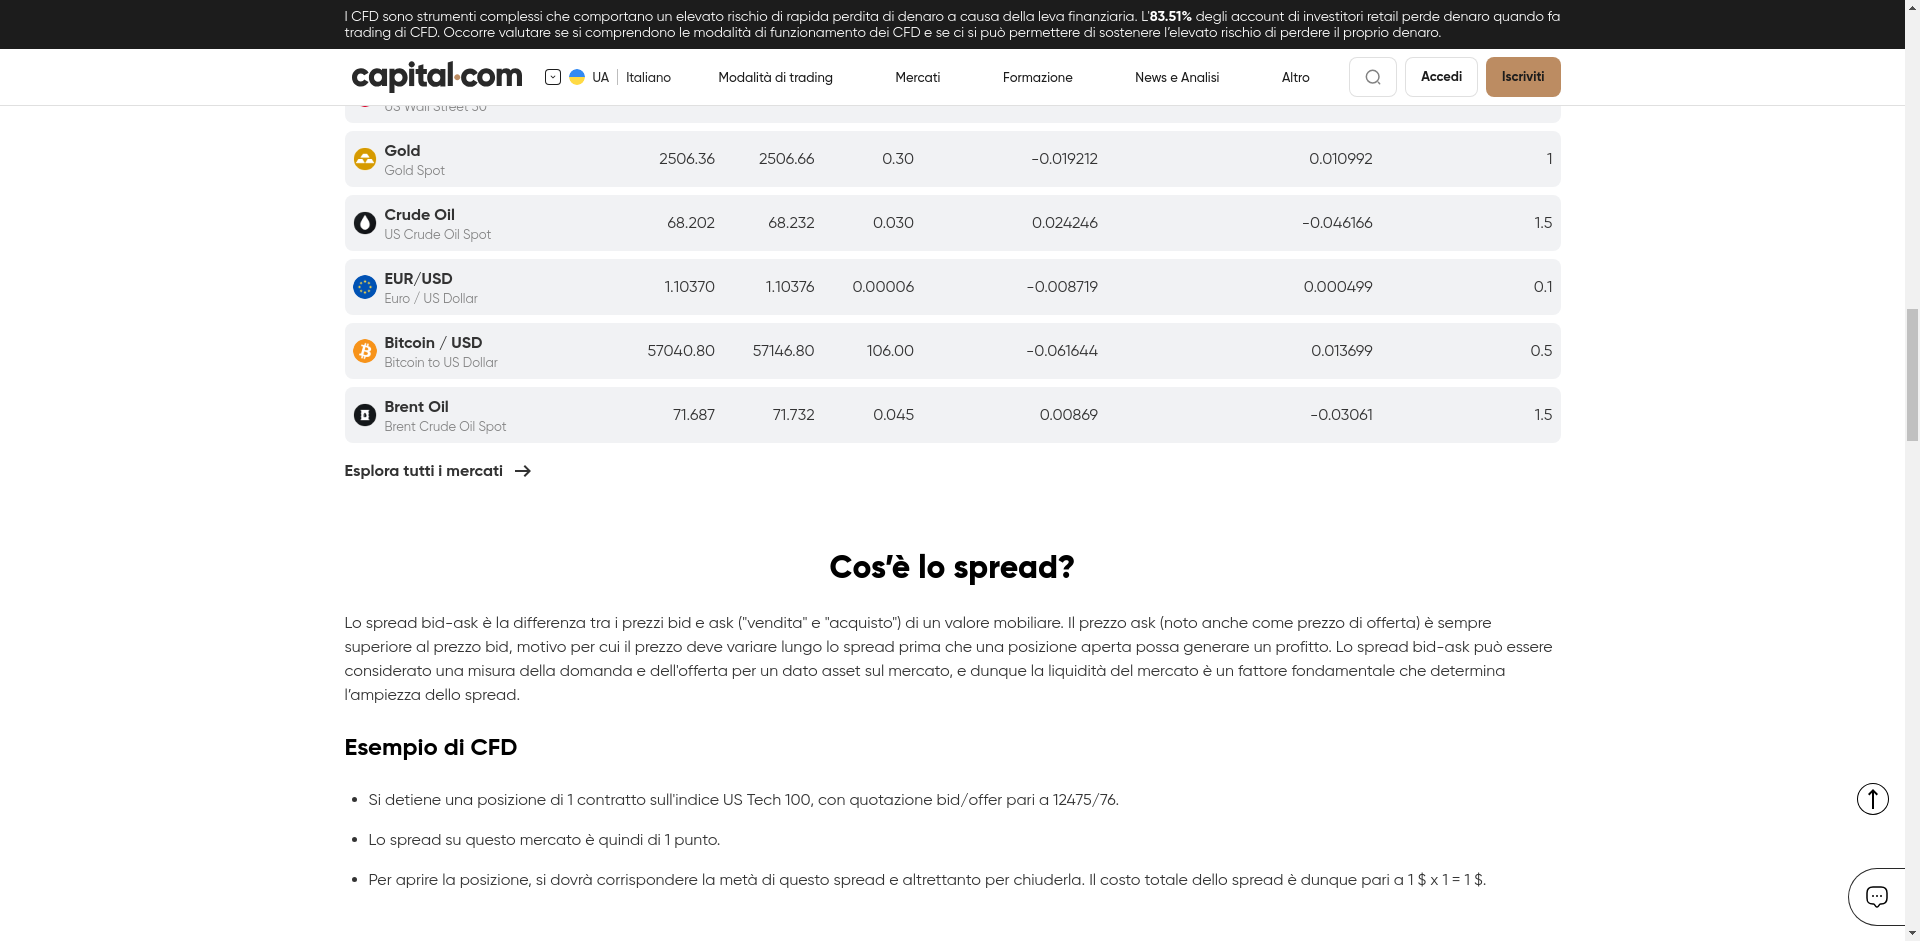 I CFD sono strumenti complessi che comportano un elevato rischio di rapida perdita di denaro a causa della leva finanziaria. L'83.51% degli account di investitori retail perde denaro quando fa
trading di CFD. Occorre valutare se si comprendono le modalità di funzionamento dei CFD e se ci si può permettere di sostenere l'elevato rischio di perdere il proprio denaro.
capital.com UA Italiano Modalità di trading Mercati Formazione News e Analisi Altro Accedi Iscriviti
US Wall Street 30
Gold
Gold Spot
2506.36 2506.66 0.30 -0.019212 0.010992 1
Crude Oil
US Crude Oil Spot
68.202 68.232 0.030 0.024246 -0.046166 1.5
EUR/USD
Euro / US Dollar
1.10370 1.10376 0.00006 -0.008719 0.000499 0.1
Bitcoin / USD
Bitcoin to US Dollar
57040.80 57146.80 106.00 -0.061644 0.013699 0.5
Brent Oil
Brent Crude Oil Spot
71.687 71.732 0.045 0.00869 -0.03061 1.5
Esplora tutti i mercati
Cos'è lo spread?
Lo spread bid-ask è la differenza tra i prezzi bid e ask ("vendita" e "acquisto") di un valore mobiliare. Il prezzo ask (noto anche come prezzo di offerta) è sempre
superiore al prezzo bid, motivo per cui il prezzo deve variare lungo lo spread prima che una posizione aperta possa generare un profitto. Lo spread bid-ask può essere
considerato una misura della domanda e dell'offerta per un dato asset sul mercato, e dunque la liquidità del mercato è un fattore fondamentale che determina
l'ampiezza dello spread.
Esempio di CFD
• Si detiene una posizione di 1 contratto sull'indice US Tech 100, con quotazione bid/offer pari a 12475/76.
• Lo spread su questo mercato è quindi di 1 punto.
• Per aprire la posizione, si dovrà corrispondere la metà di questo spread e altrettanto per chiuderla. Il costo totale dello spread è dunque pari a 1 $ x 1 = 1 $.